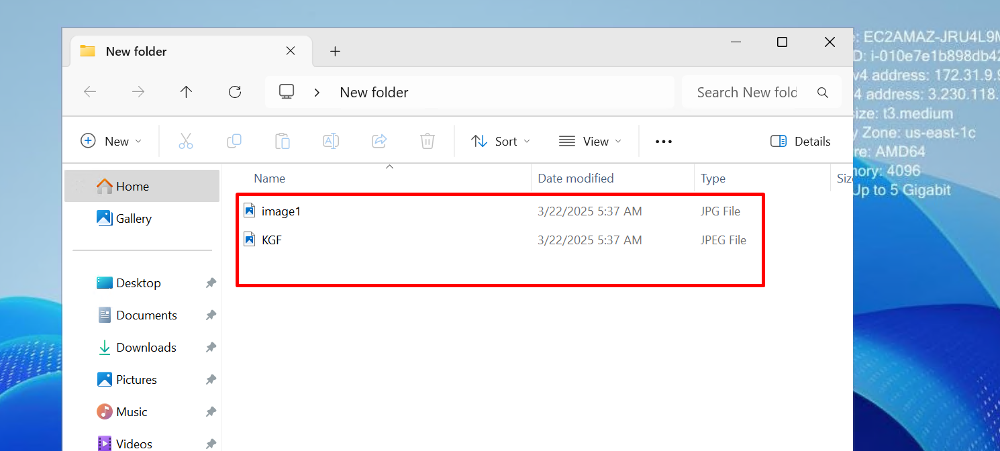 New folder
New folder
Search New fold
New
Sort
View
Details
Name Date modified Type Siz
image1 3/22/2025 5:37 AM JPG File
KGF 3/22/2025 5:37 AM JPEG File
Home
Gallery
Desktop
Documents
Downloads
Pictures
Music
Videos
: EC2AMAZ-JRU4L9M
D: i-010e7e1b898db42
v4 address: 172.31.9.9
4 address: 3.230.118.
size: t3.medium
y Zone: us-east-1c
re: AMD64
mory: 4096
Up to 5 Gigabit